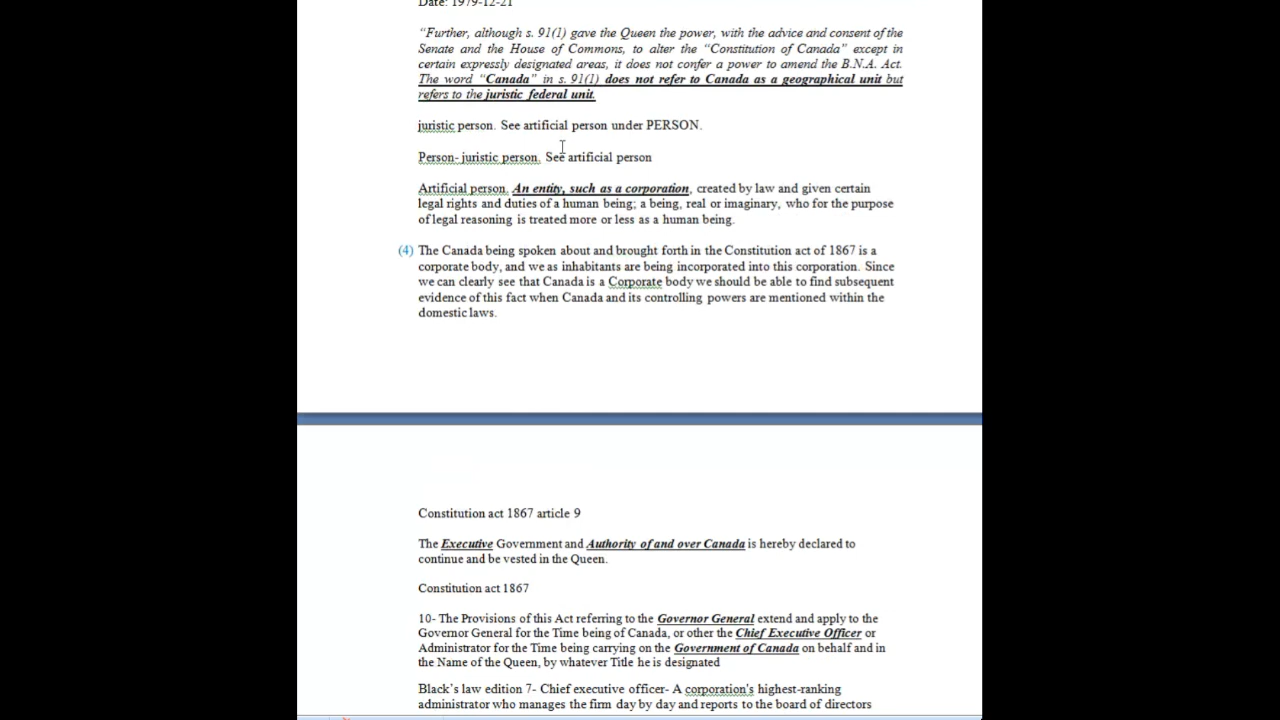 Date: 1979-12-21
“Further, although s. 91(1) gave the Queen the power, with the advice and consent of the
Senate and the House of Commons, to alter the “Constitution of Canada” except in
certain expressly designated areas, it does not confer a power to amend the B.N.A. Act.
The word “Canada” in s. 91(1) does not refer to Canada as a geographical unit but
refers to the juristic federal unit.
juristic person. See artificial person under PERSON.
Person- juristic person. See artificial person
Artificial person. An entity, such as a corporation, created by law and given certain
legal rights and duties of a human being; a being, real or imaginary, who for the purpose
of legal reasoning is treated more or less as a human being.
(4) The Canada being spoken about and brought forth in the Constitution act of 1867 is a
corporate body, and we as inhabitants are being incorporated into this corporation. Since
we can clearly see that Canada is a Corporate body we should be able to find subsequent
evidence of this fact when Canada and its controlling powers are mentioned within the
domestic laws.
Constitution act 1867 article 9
The Executive Government and Authority of and over Canada is hereby declared to
continue and be vested in the Queen.
Constitution act 1867
10- The Provisions of this Act referring to the Governor General extend and apply to the
Governor General for the Time being of Canada, or other the Chief Executive Officer or
Administrator for the Time being carrying on the Government of Canada on behalf and in
the Name of the Queen, by whatever Title he is designated
Black’s law edition 7- Chief executive officer- A corporation's highest-ranking
administrator who manages the firm day by day and reports to the board of directors